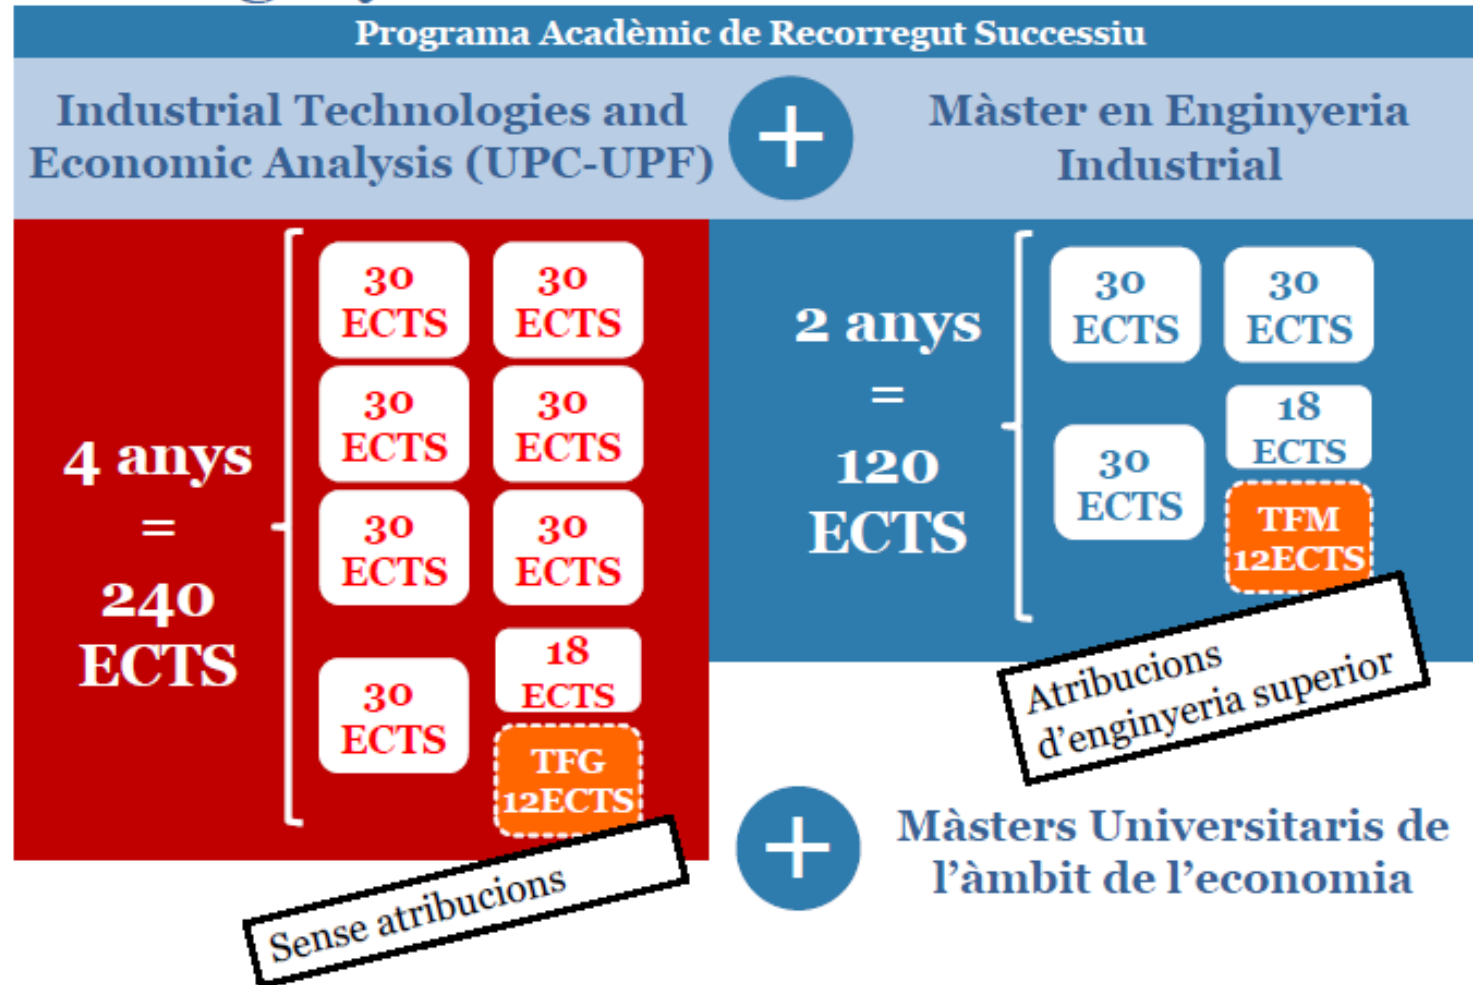 Programa Acadèmic de Recorregut Successiu
Industrial Technologies and
Economic Analysis (UPC-UPF)
+
Màster en Enginyeria
Industrial
4 anys
=
240
ECTS
30
ECTS
30
ECTS
30
ECTS
30
ECTS
30
ECTS
30
ECTS
30
ECTS
18
ECTS
TFG
12ECTS
Sense atribucions
2 anys
=
120
ECTS
30
ECTS
30
ECTS
30
ECTS
18
ECTS
TFM
12ECTS
Atribucions
d'enginyeria superior
+
Màsters Universitaris de
l'àmbit de l'economia